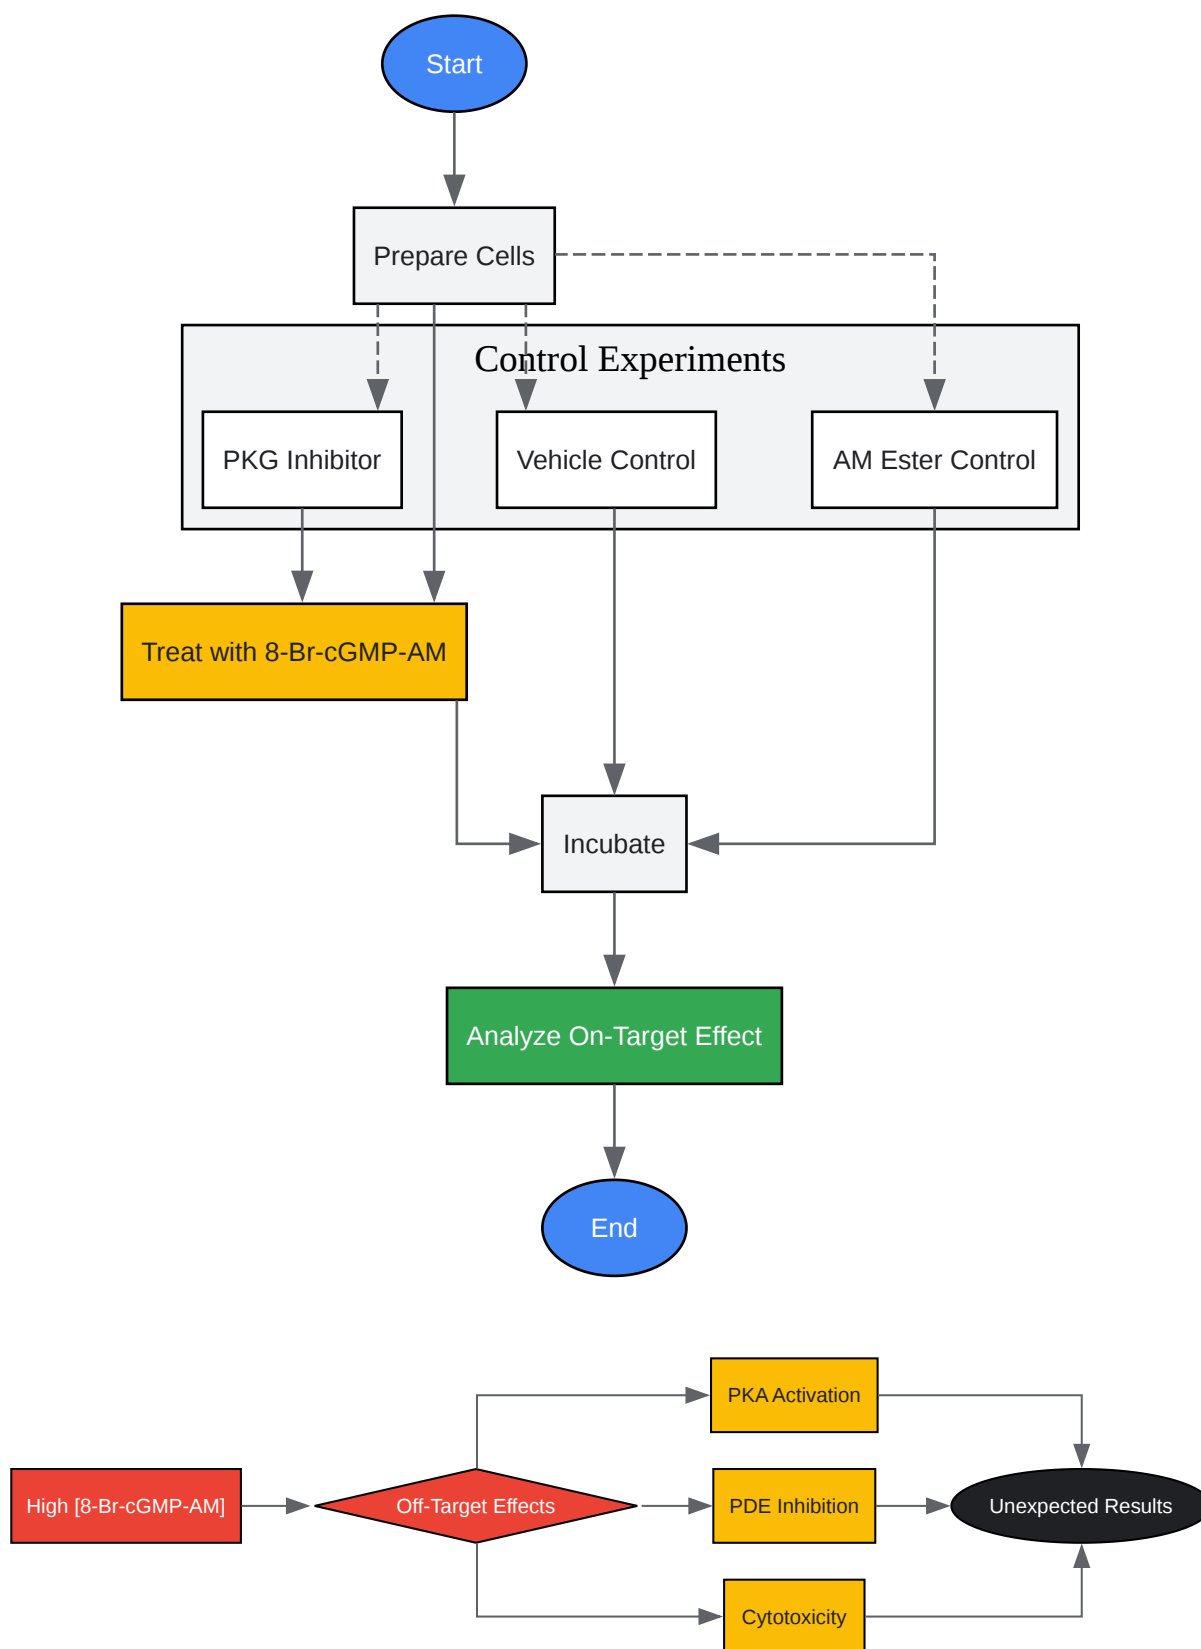 Start
Prepare Cells
Control Experiments
PKG Inhibitor
Vehicle Control
AM Ester Control
Treat with 8-Br-cGMP-AM
Incubate
Analyze On-Target Effect
End
PKA Activation
High [8-Br-cGMP-AM]
Off-Target Effects
PDE Inhibition
Unexpected Results
Cytotoxicity